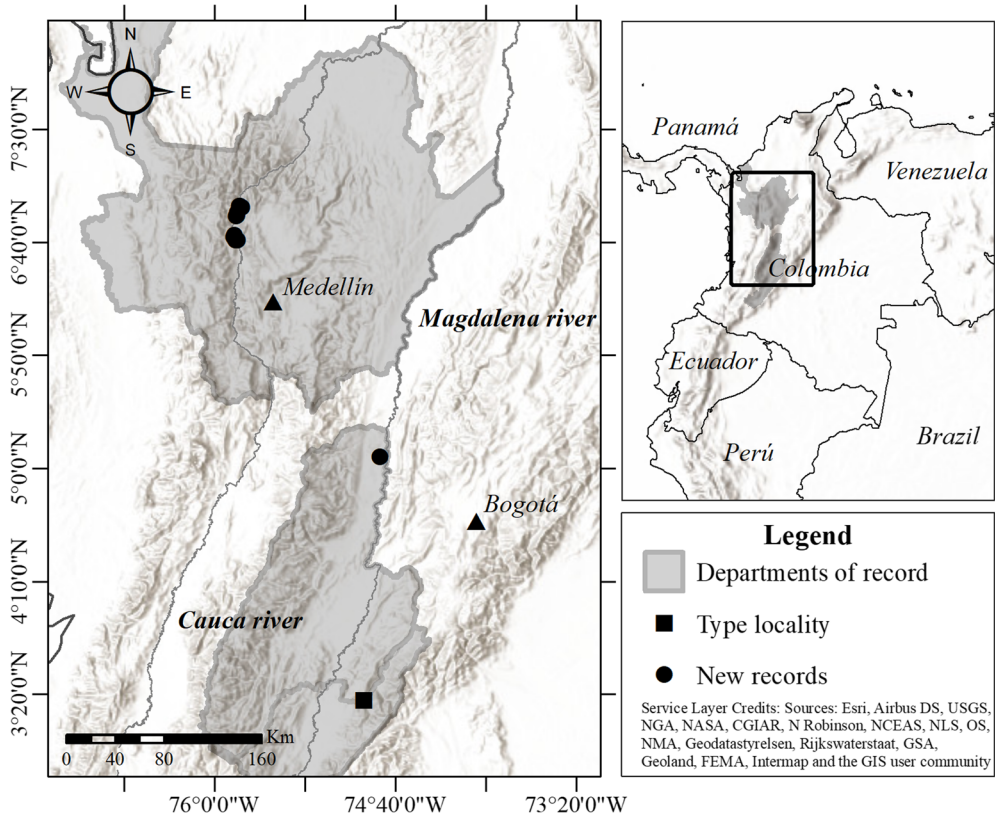 N
W
E
S
7°30'0"N
6°40'0"N
5°50'0"N
5°0'0"N
4°10'0"N
3°20'0"N
Medellín
Magdalena river
Bogotá
Cauca river
Km
0 40 80 160
76°0'0"W 74°40'0"W 73°20'0"W
Panamá
Venezuela
Colombia
Ecuador
Perú
Brazil
Legend
Departments of record
Type locality
New records
Service Layer Credits: Sources: Esri, Airbus DS, USGS,
NGA, NASA, CGIAR, N Robinson, NCEAS, NLS, OS,
NMA, Geodatastyrelsen, Rijkswaterstaat, GSA,
Geoland, FEMA, Intermap and the GIS user community